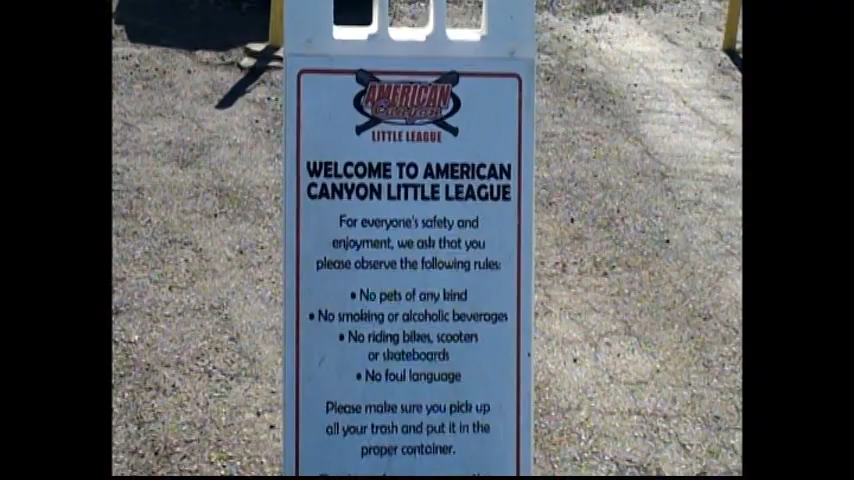 AMERICAN
Canyon
LITTLE LEAGUE
WELCOME TO AMERICAN
CANYON LITTLE LEAGUE
For everyone's safety and
enjoyment, we ask that you
please observe the following rules:
• No pets of any kind
• No smoking or alcoholic beverages
• No riding bikes, scooters
or skateboards
• No foul language
Please make sure you pick up
all your trash and put it in the
proper container.